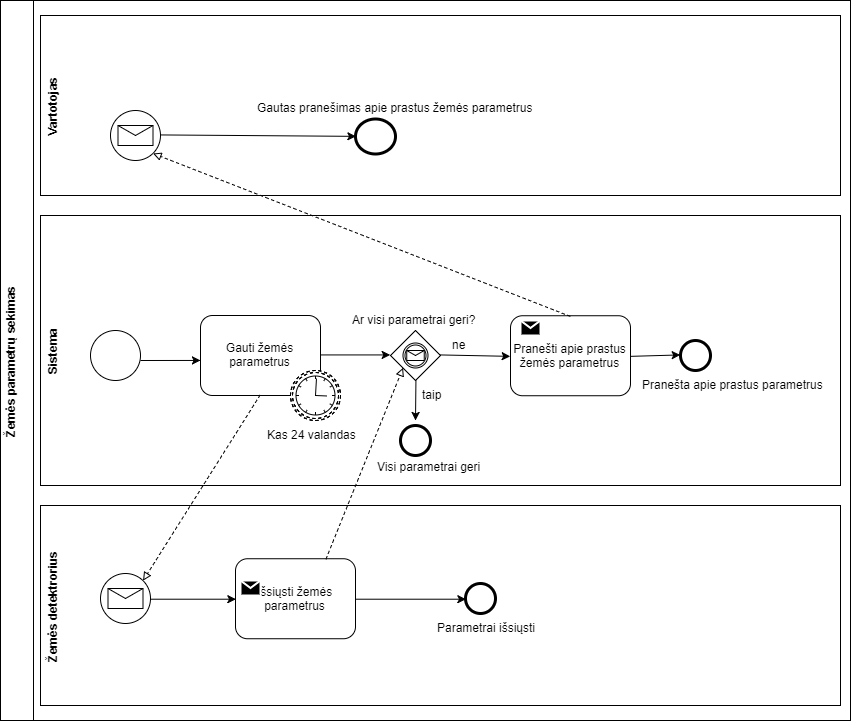 Žemės parametrų sekimas
Vartotojas
Gautas pranešimas apie prastus žemės parametrus
Sistema
Gauti žemės
parametrus
Kas 24 valandas
Ar visi parametrai geri?
ne
taip
Visi parametrai geri
Pranešti apie prastus
žemės parametrus
Pranešta apie prastus parametrus
Žemės detektrorius
šsiųsti žemės
parametrus
Parametrai išsiųsti